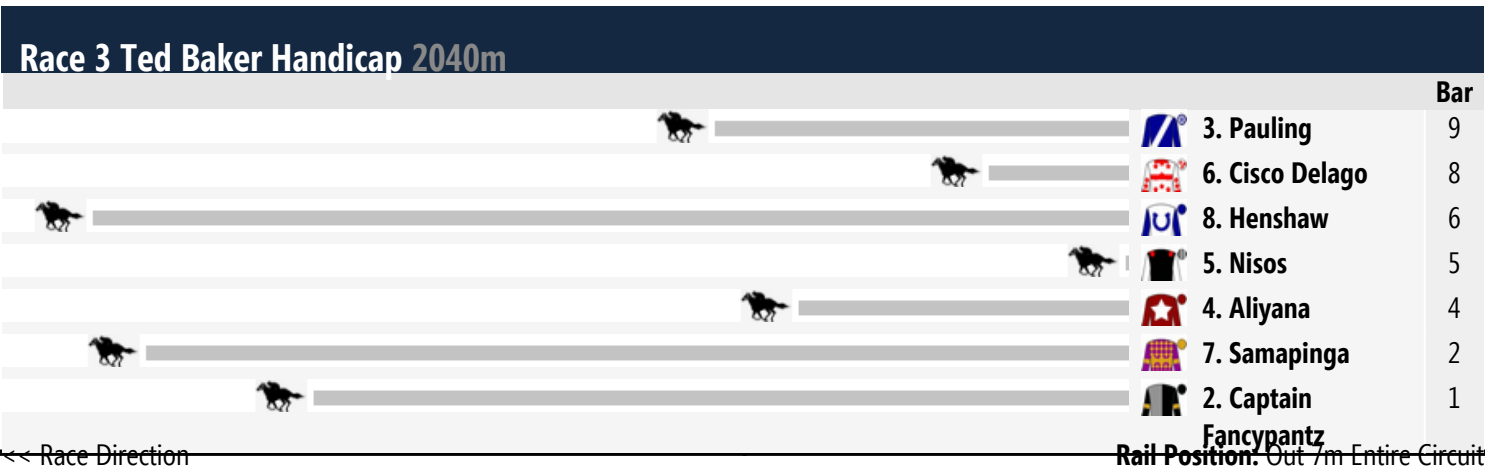 Race 3 Ted Baker Handicap 2040m
Bar
3. Pauling 9
6. Cisco Delago 8
8. Henshaw 6
5. Nisos 5
4. Aliyana 4
7. Samapinga 2
2. Captain 1
Fancypantz
<< Race Direction Rail Position: Out 7m Entire Circuit